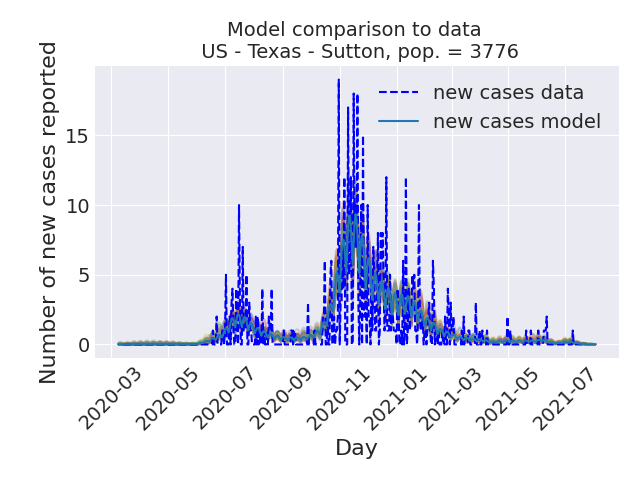 Model comparison to data
US - Texas - Sutton, pop. = 3776
new cases data
new cases model
Number of new cases reported
15
10
5
0
2020-03
2020-05
2020-07
2020-09
2020-11
2021-01
2021-03
2021-05
2021-07
Day